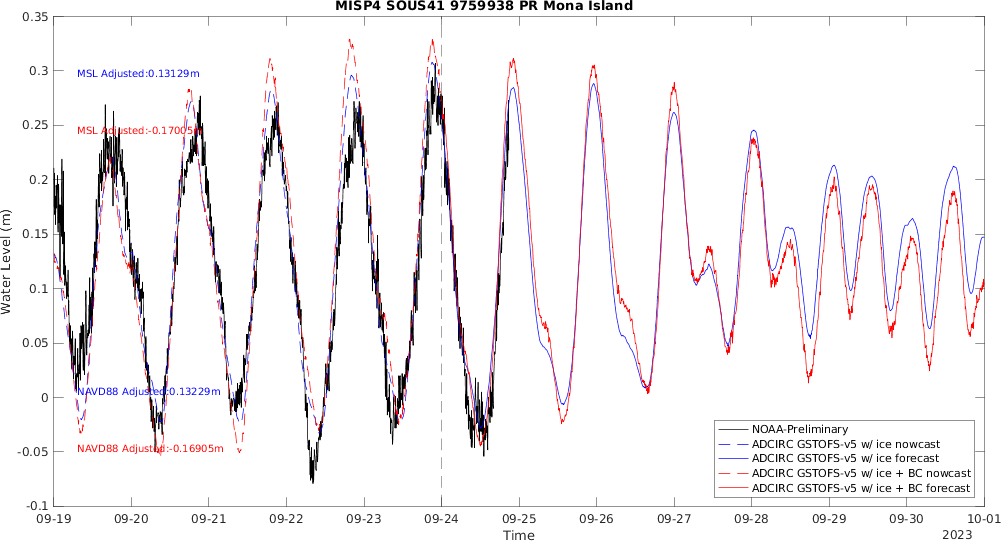 MISP4 SOUS41 9759938 PR Mona Island
0.35
0.3
0.25
0.2
0.15
0.1
0.05
0
-0.05
-0.1
Water Level (m)
MSL Adjusted:0.13129m
MSL Adjusted:-0.17005m
NAVD88 Adjusted:0.13229m
NAVD88 Adjusted:-0.16905m
NOAA-Preliminary
ADCIRC GSTOFS-v5 w/ ice nowcast
ADCIRC GSTOFS-v5 w/ ice forecast
ADCIRC GSTOFS-v5 w/ ice + BC nowcast
ADCIRC GSTOFS-v5 w/ ice + BC forecast
09-19 09-20 09-21 09-22 09-23 09-24 09-25 09-26 09-27 09-28 09-29 09-30 10-01
Time
2023